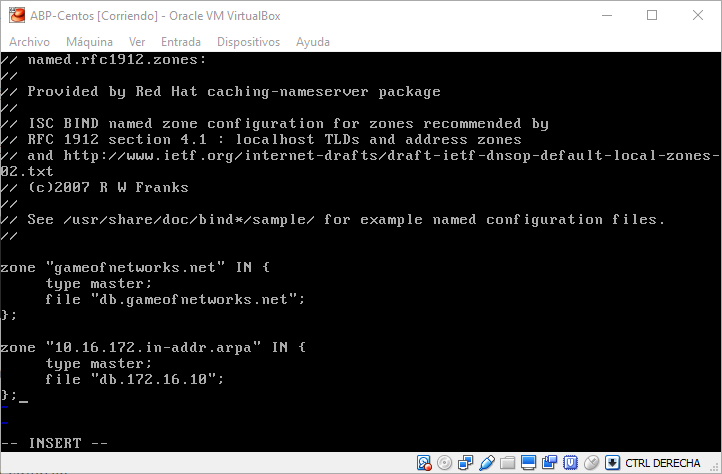 ABP-Centos [Corriendo] - Oracle VM VirtualBox
Archivo Máquina Ver Entrada Dispositivos Ayuda
// named.rfc1912.zones:
//
// Provided by Red Hat caching-nameserver package
//
// ISC BIND named zone configuration for zones recommended by
// RFC 1912 section 4.1 : localhost TLDs and address zones
// and http://www.ietf.org/internet-drafts/draft-ietf-dnsop-default-local-zones-
02.txt
// (c)2007 R W Franks
//
// See /usr/share/doc/bind*/sample/ for example named configuration files.
//
zone "gameofnetworks.net" IN {
type master;
file "db.gameofnetworks.net";
};
zone "10.16.172.in-addr.arpa" IN {
type master;
file "db.172.16.10";
};
~
~
-- INSERT --
CTRL DERECHA